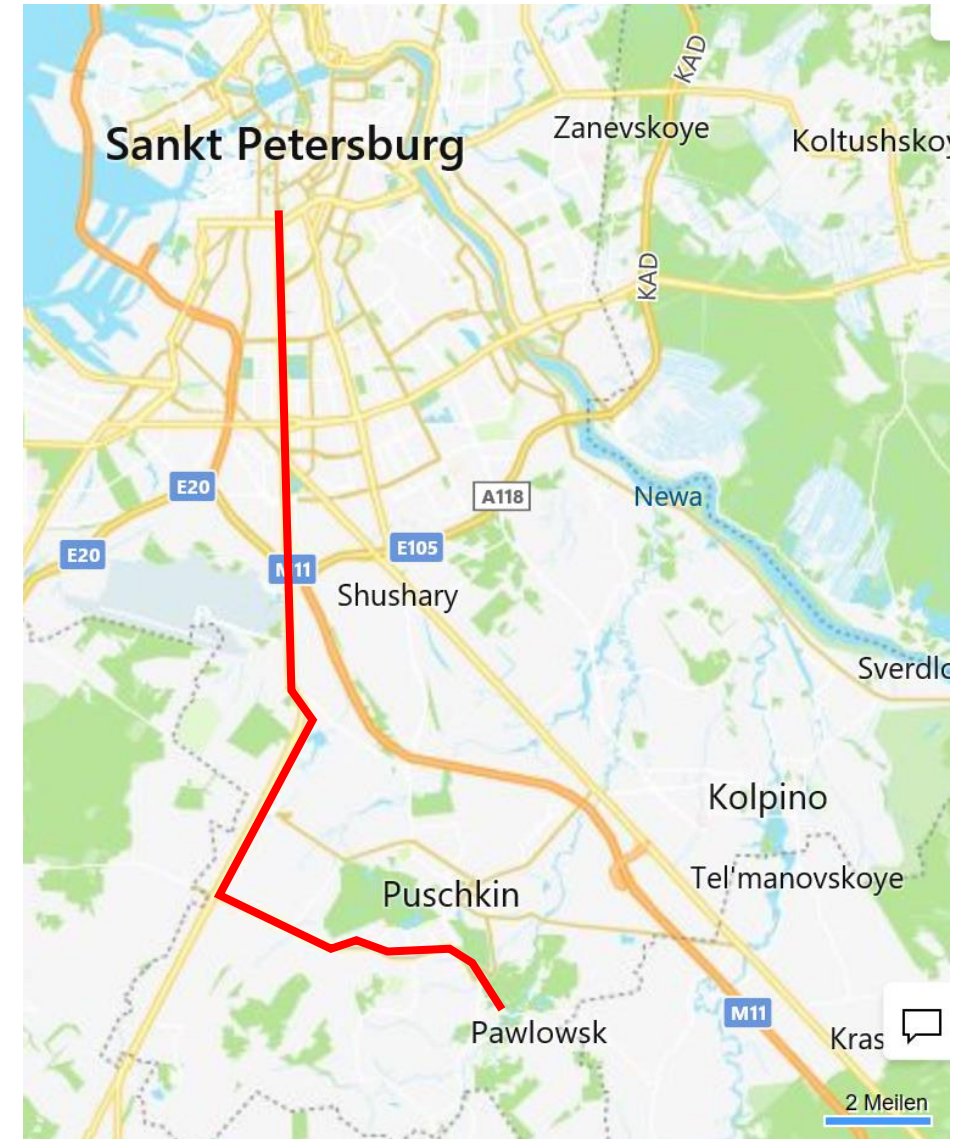 KAD
Zanevskoye
Koltushskoy
Sankt Petersburg
KAD
E20
A118
Newa
E20
M11
E105
Shushary
Sverdlo
Kolpino
Tel'manovskoye
Puschkin
M11
Pawlowsk
Kras
2 Meilen